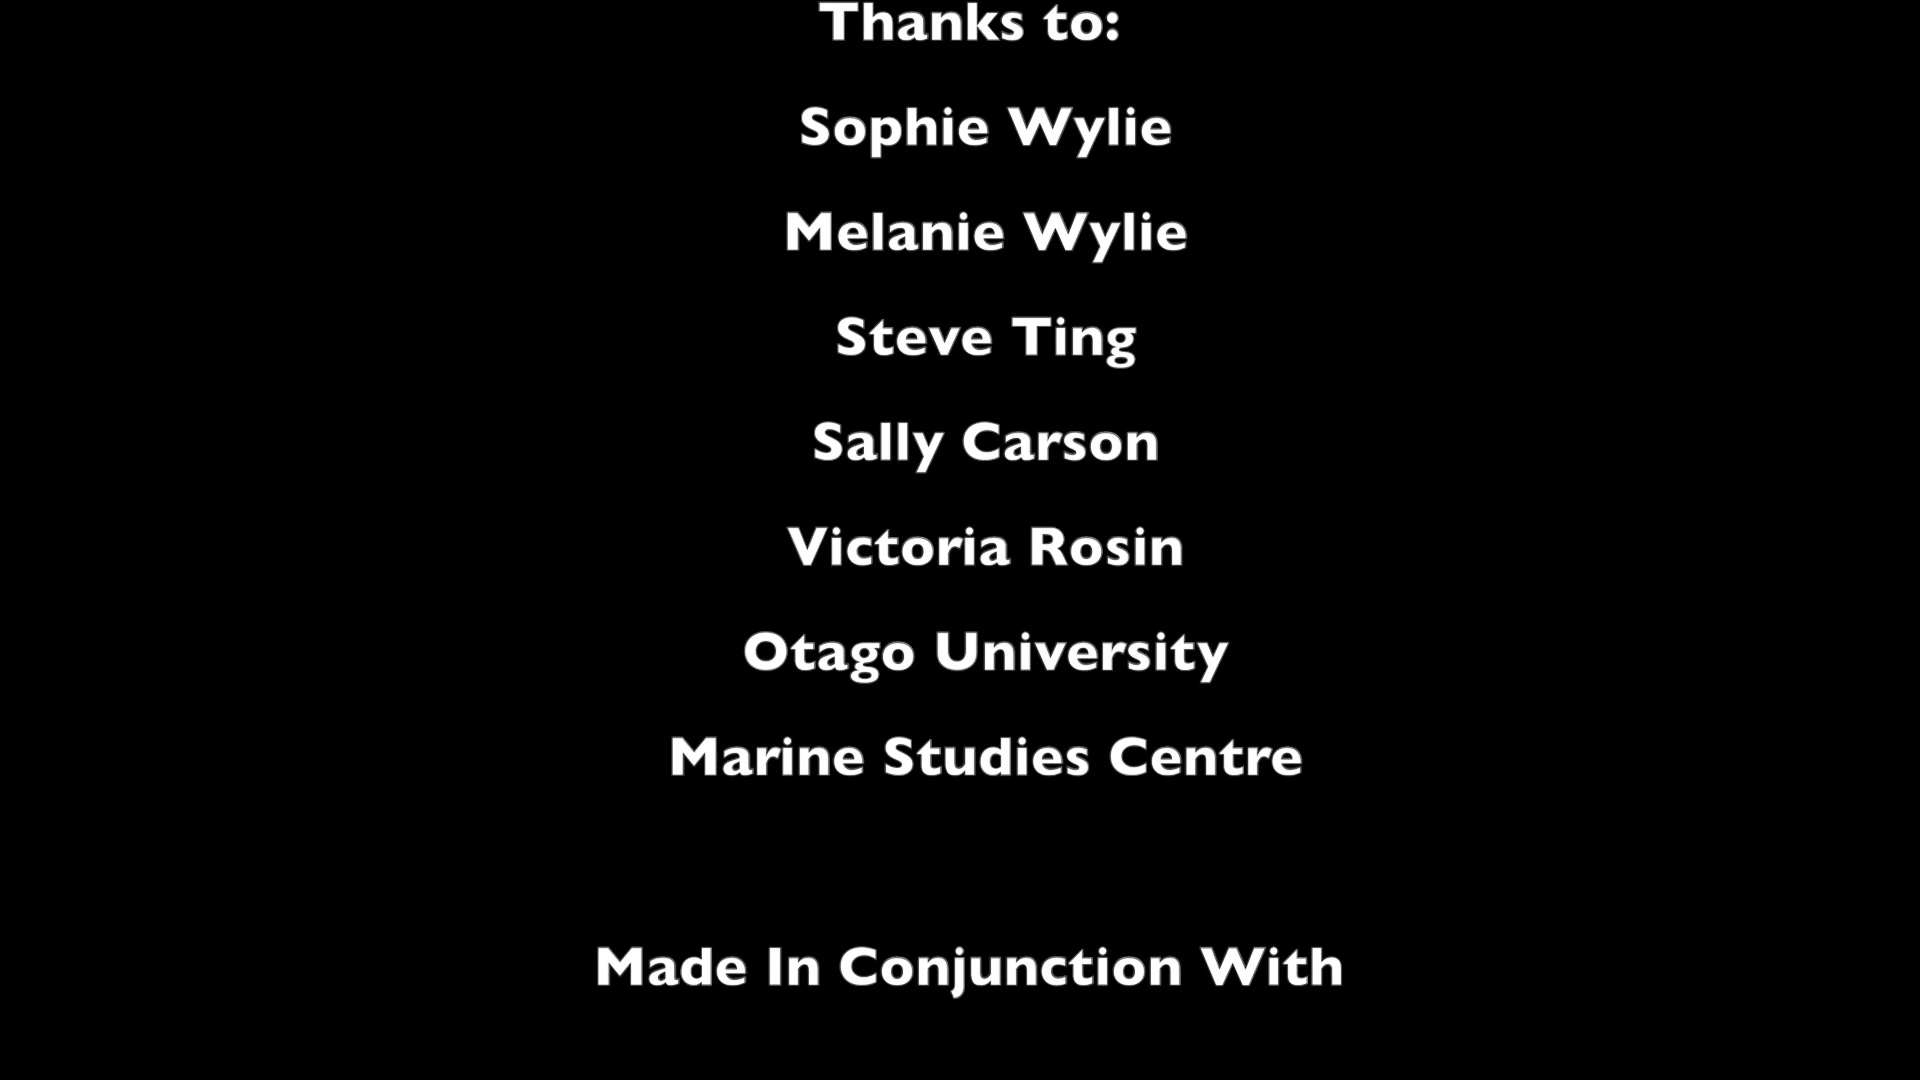 Thanks to:
Sophie Wylie
Melanie Wylie
Steve Ting
Sally Carson
Victoria Rosin
Otago University
Marine Studies Centre
Made In Conjunction With